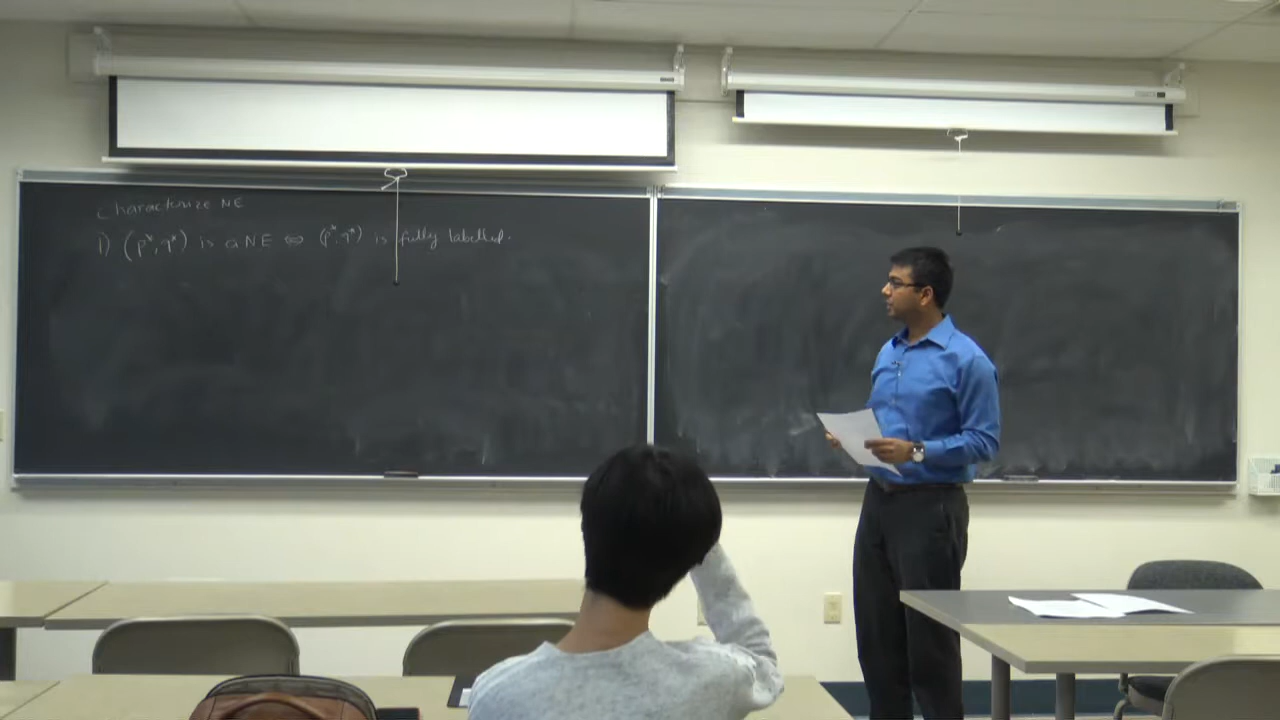 Characterize NE
1) (p*, q*) is a NE ⇔ (p*, q*) is fully labelled.